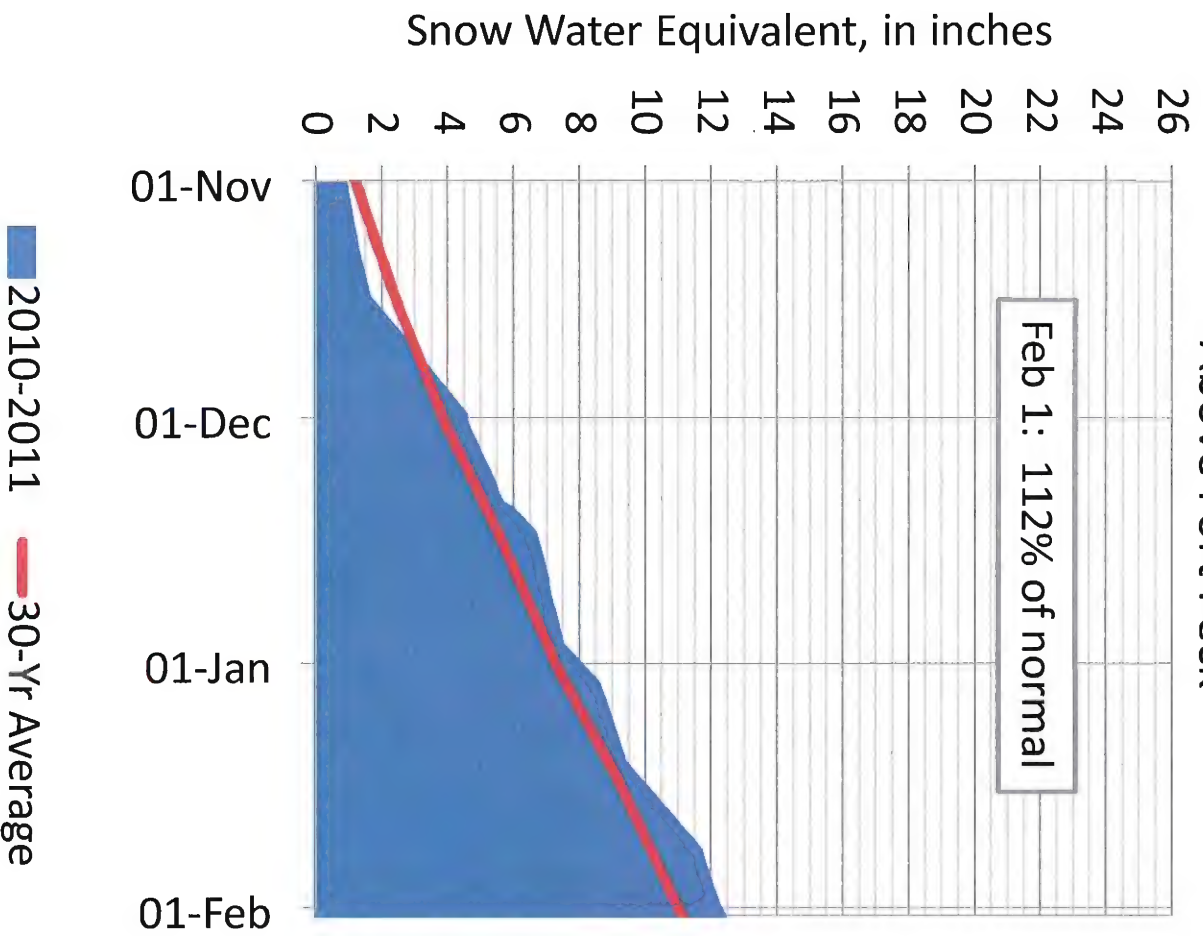 Snow Water Equivalent, in inches
26
24
22
20
18
16
14
12
10
8
6
4
2
0
Feb 1: 112% of normal
01-Nov
01-Dec
01-Jan
01-Feb
2010-2011
30-Yr Average